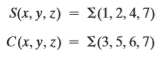 S(x, y, z) = Σ(1, 2, 4, 7)
C(x, y, z) = Σ(3, 5, 6, 7)